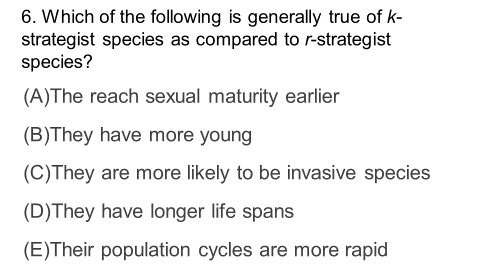 6. Which of the following is generally true of k-
strategist species as compared to r-strategist
species?
(A)The reach sexual maturity earlier
(B)They have more young
(C)They are more likely to be invasive species
(D)They have longer life spans
(E)Their population cycles are more rapid